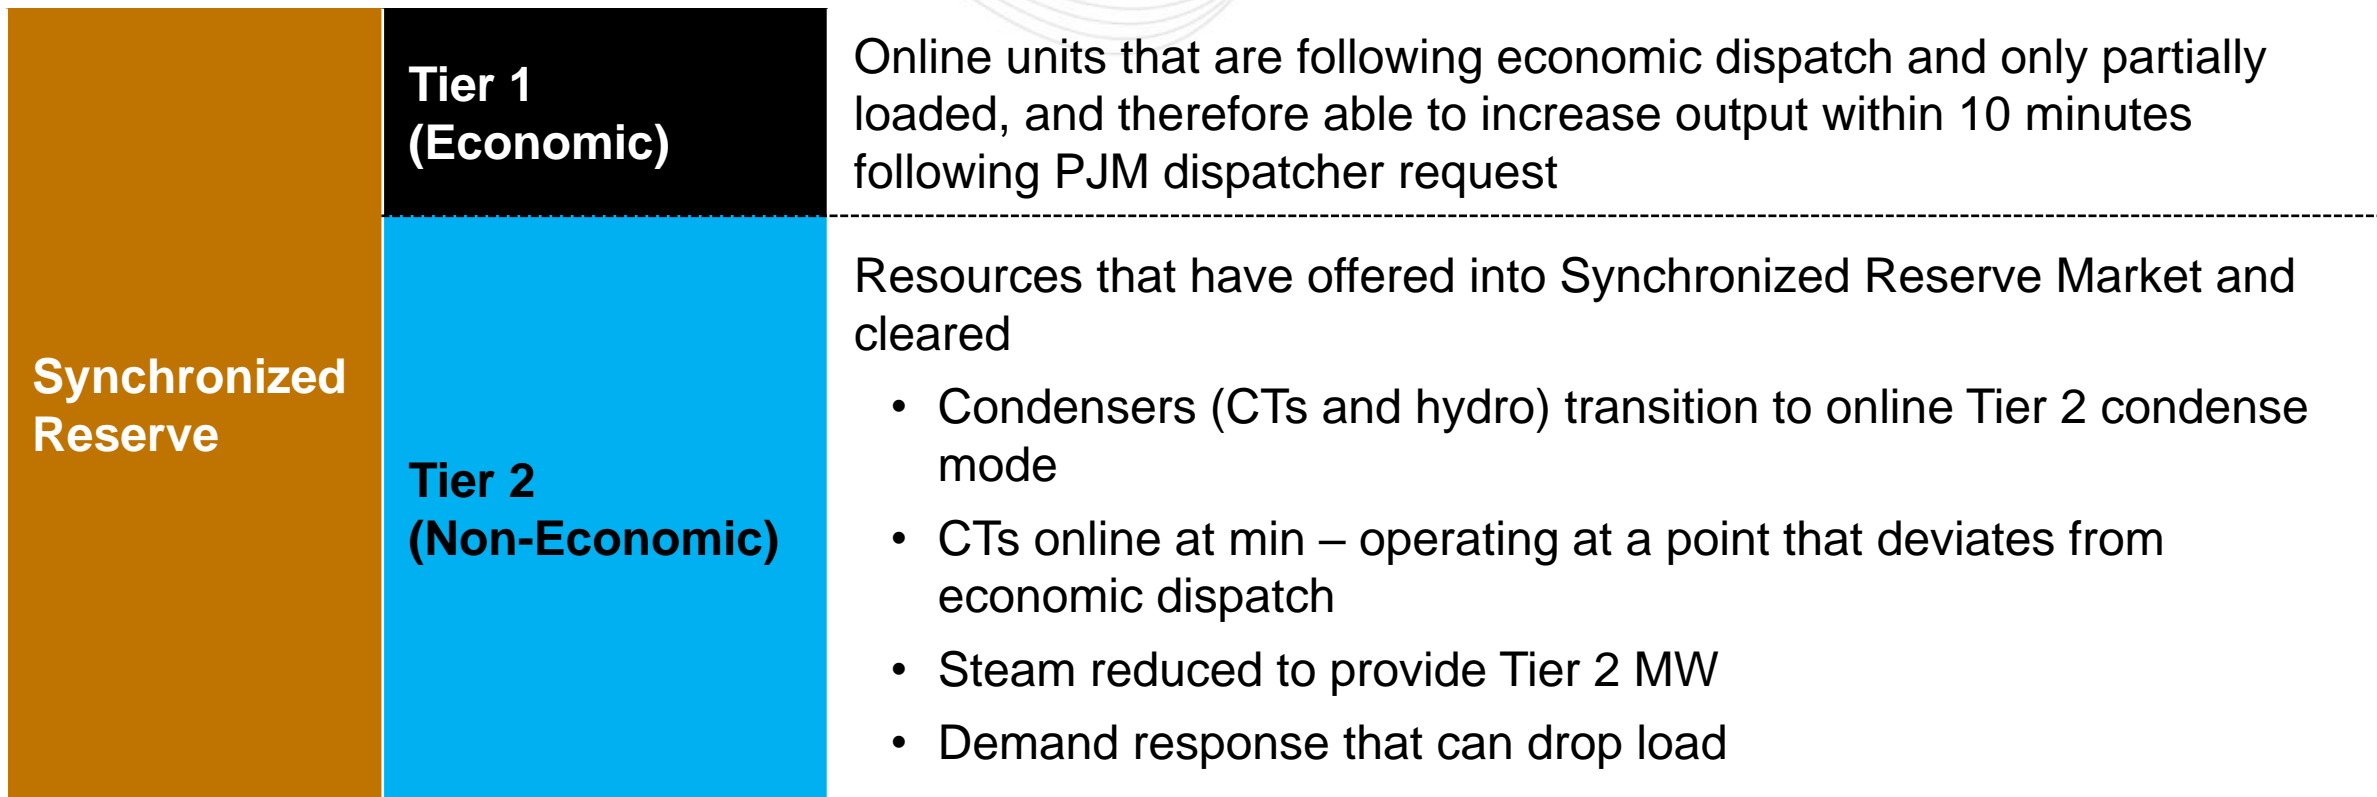 Synchronized
Reserve
Tier 1
(Economic)
Online units that are following economic dispatch and only partially
loaded, and therefore able to increase output within 10 minutes
following PJM dispatcher request
Tier 2
(Non-Economic)
Resources that have offered into Synchronized Reserve Market and
cleared
• Condensers (CTs and hydro) transition to online Tier 2 condense
mode
• CTs online at min – operating at a point that deviates from
economic dispatch
• Steam reduced to provide Tier 2 MW
• Demand response that can drop load